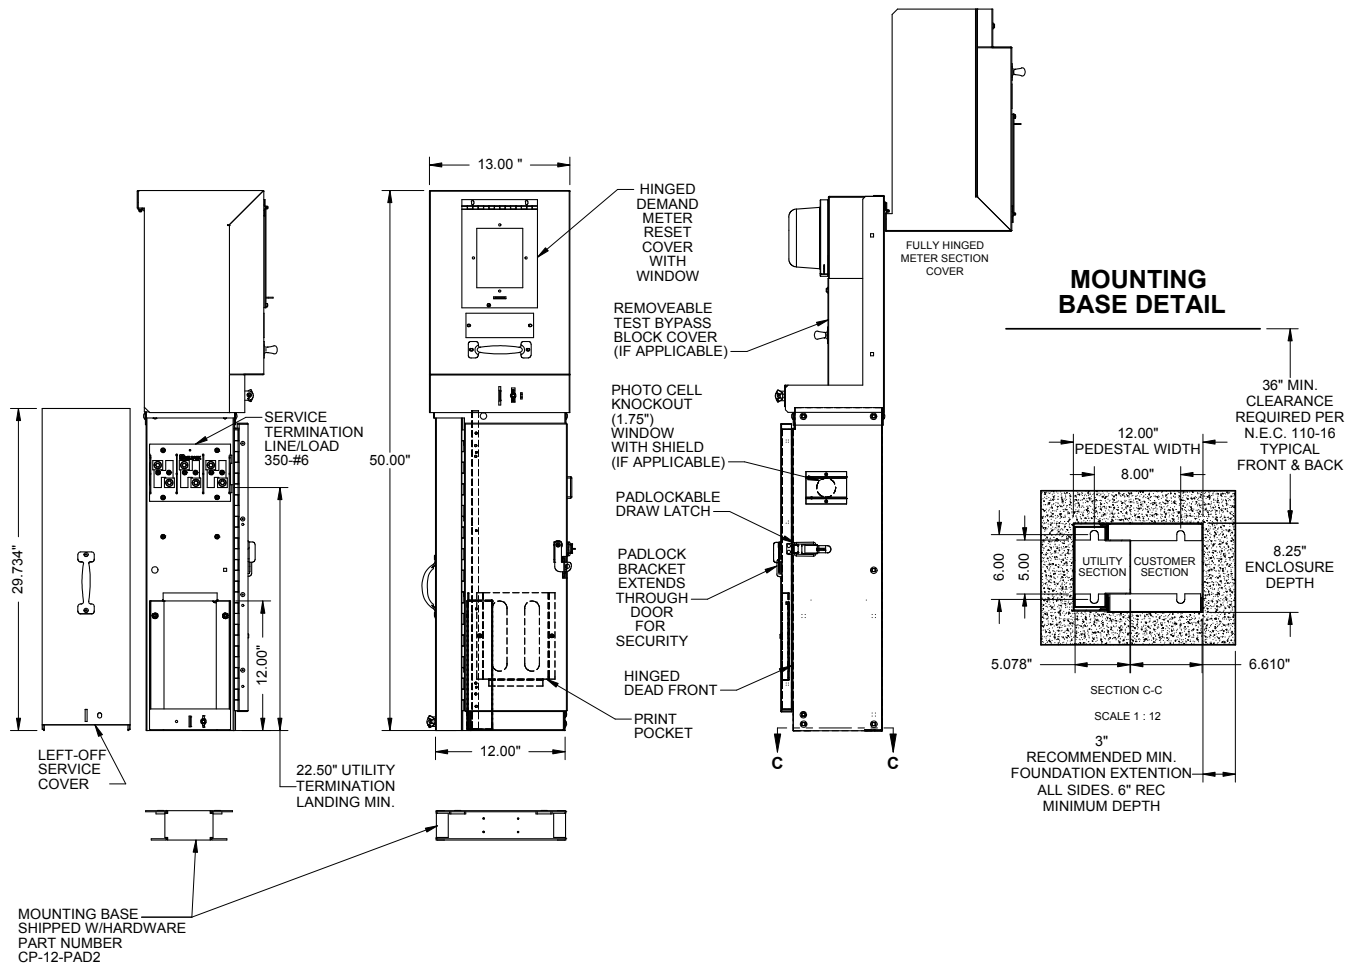 13.00 "
HINGED
DEMAND
METER
RESET
COVER
WITH
WINDOW
FULLY HINGED
METER SECTION
COVER
MOUNTING
BASE DETAIL
REMOVEABLE
TEST BYPASS
BLOCK COVER
(IF APPLICABLE)
PHOTO CELL
KNOCKOUT
(1.75")
WINDOW
WITH SHIELD
(IF APPLICABLE)
SERVICE
TERMINATION
LINE/LOAD
350-#6
50.00"
PADLOCKABLE
DRAW LATCH
PADLOCK
BRACKET
EXTENDS
THROUGH
DOOR
FOR
SECURITY
29.734"
12.00"
HINGED
DEAD FRONT
PRINT
POCKET
12.00"
C
C
LEFT-OFF
SERVICE
COVER
22.50" UTILITY
TERMINATION
LANDING MIN.
36" MIN.
CLEARANCE
REQUIRED PER
N.E.C. 110-16
TYPICAL
FRONT & BACK
12.00"
PEDESTAL WIDTH
8.00"
6.00
5.00
UTILITY
SECTION
CUSTOMER
SECTION
8.25"
ENCLOSURE
DEPTH
5.078"
6.610"
SECTION C-C
SCALE 1 : 12
3"
RECOMMENDED MIN.
FOUNDATION EXTENTION
ALL SIDES. 6" REC
MINIMUM DEPTH
MOUNTING BASE
SHIPPED W/HARDWARE
PART NUMBER
CP-12-PAD2